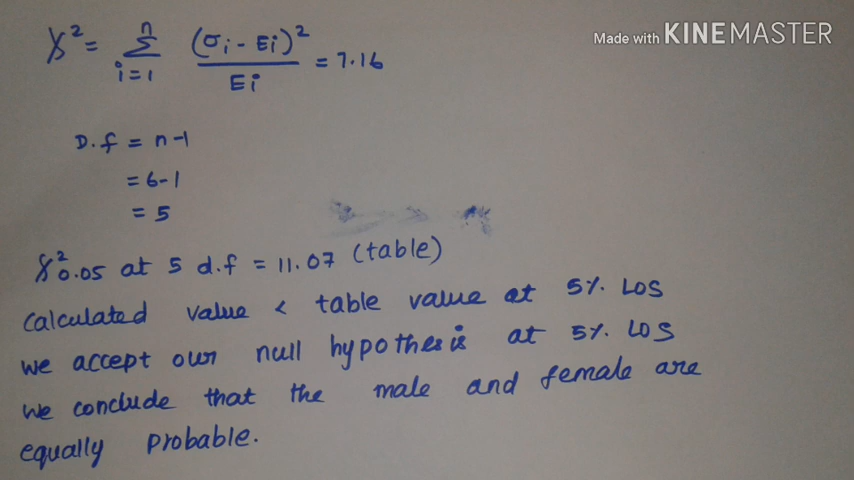 Made with KINEMASTER
χ² = Σ_{i=1}^{n} (Oi - Ei)² / Ei = 7.16
D.f = n-1
= 6-1
= 5
χ²0.05 at 5 d.f = 11.07 (table)
calculated value < table value at 5% LOS
we accept our null hypothesis at 5% LOS
we conclude that the male and female are
equally probable.